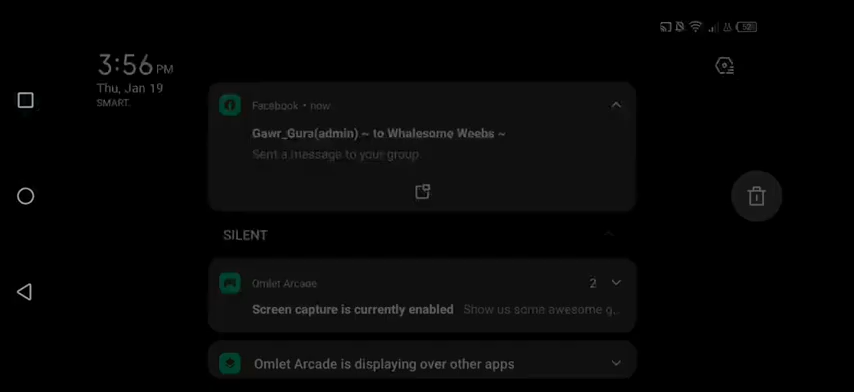 3:56 PM
Thu, Jan 19
SMART.
Facebook • now
Gawr_Gura(admin) ~ to Whalesome Weebs ~
Sent a message to your group
SILENT
Omlet Arcade 2
Screen capture is currently enabled Show us some awesome g...
Omlet Arcade is displaying over other apps